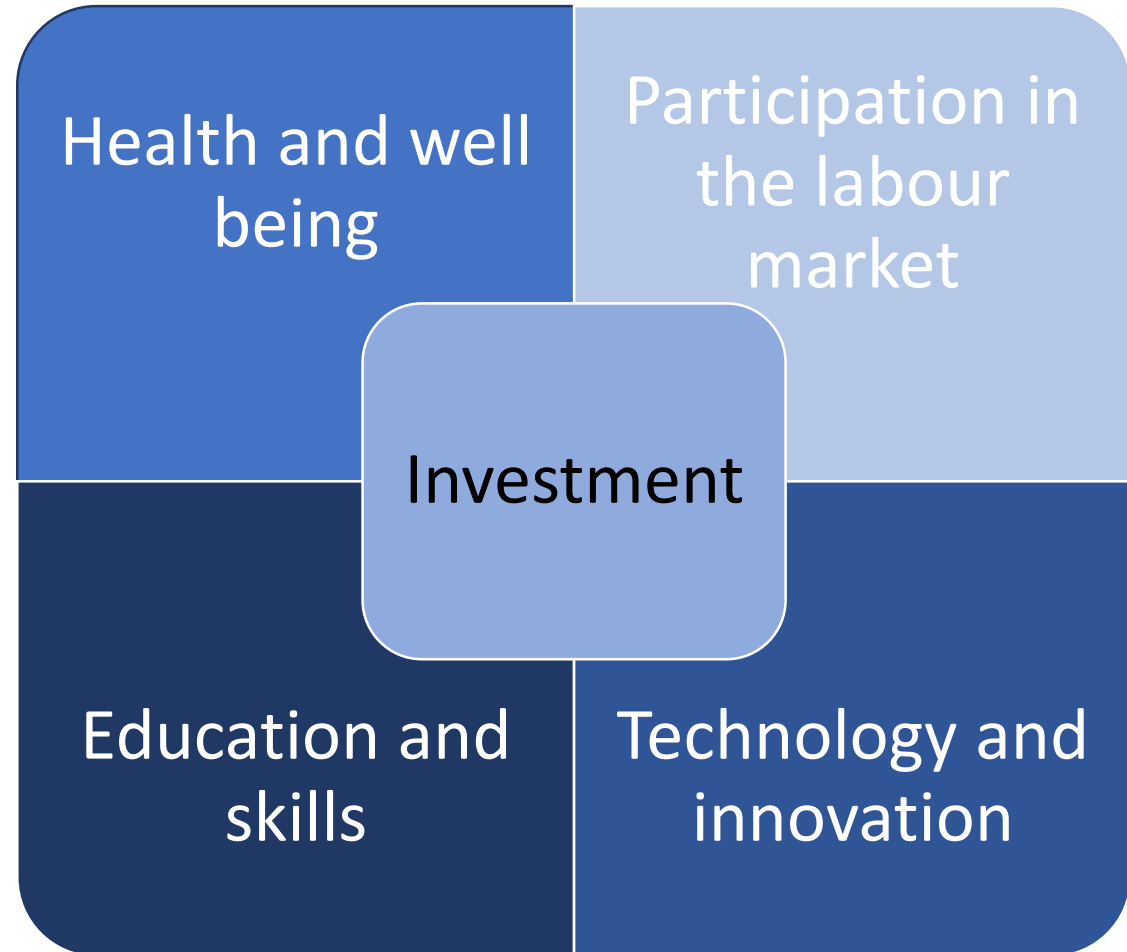 Health and well
being
Participation in
the labour
market
Investment
Education and
skills
Technology and
innovation